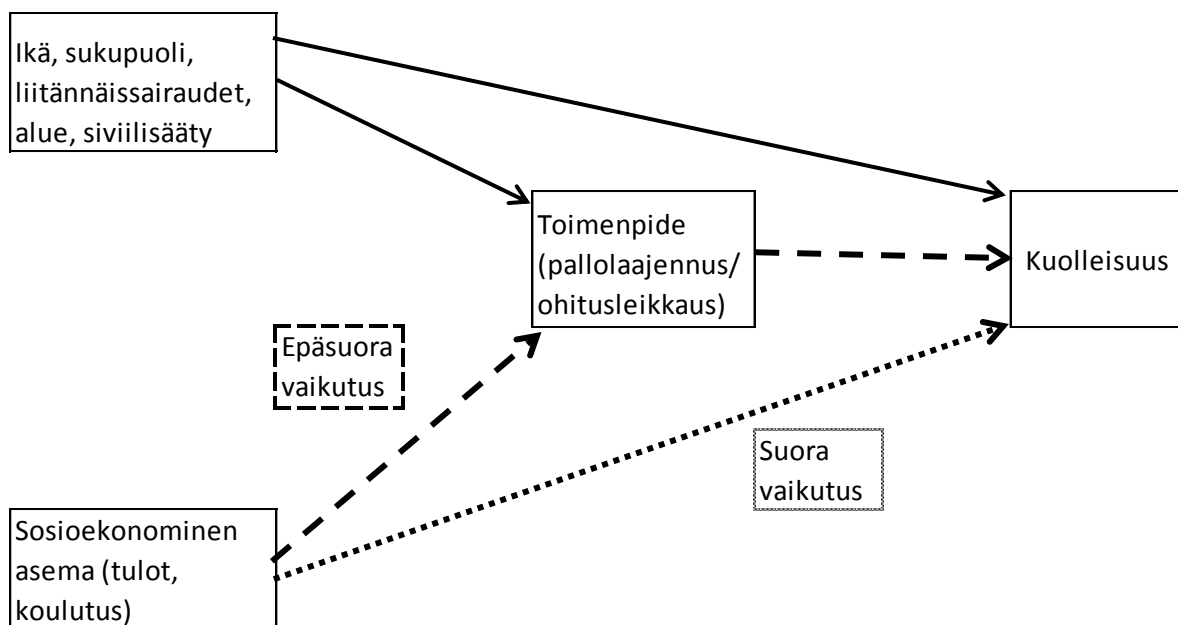 Ikä, sukupuoli,
liitännäissairaudet,
alue, siviilisääty
Toimenpide
(pallolaajennus/
ohitusleikkaus)
Kuolleisuus
Epäsuora
vaikutus
Suora
vaikutus
Sosioekonominen
asema (tulot,
koulutus)